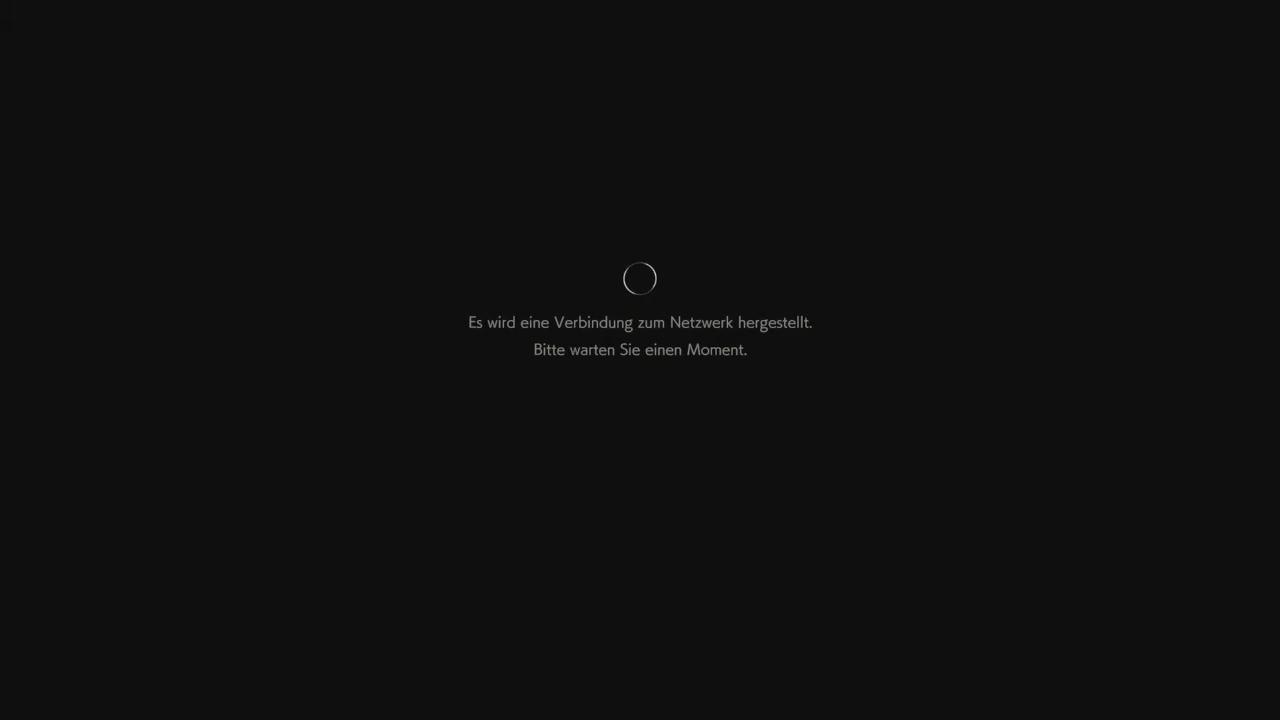 Es wird eine Verbindung zum Netzwerk hergestellt.
Bitte warten Sie einen Moment.